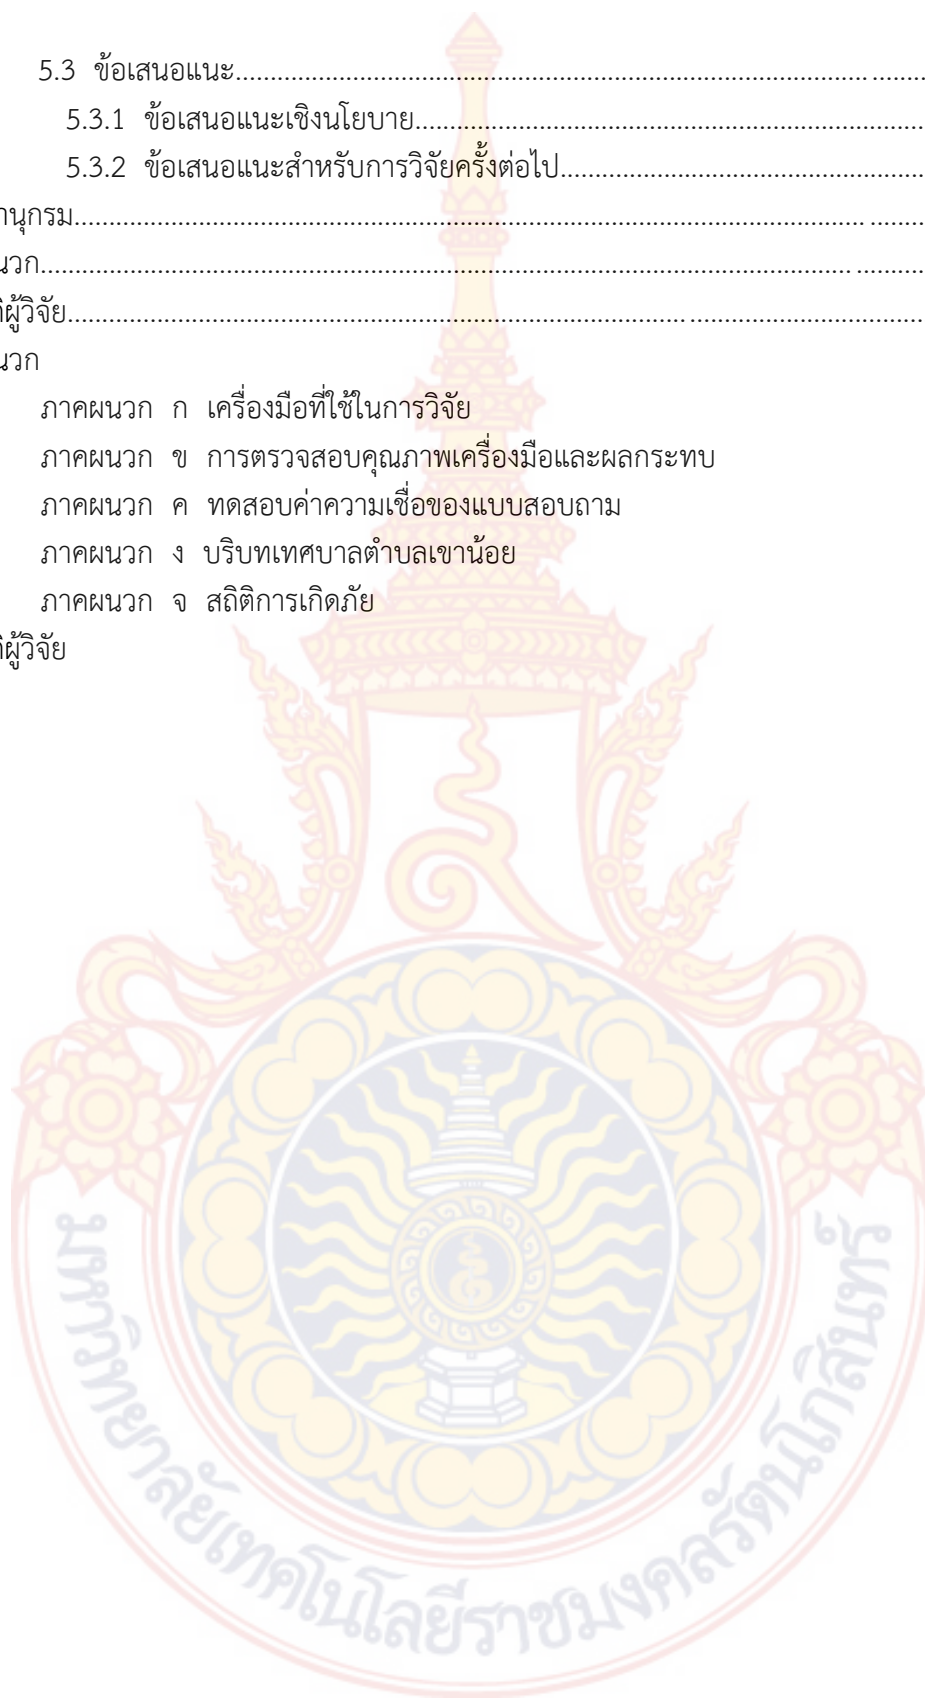 5.3 ข้อเสนอแนะ........................................................................................................
5.3.1 ข้อเสนอแนะเชิงนโยบาย..............................................................................
5.3.2 ข้อเสนอแนะสำหรับการวิจัยครั้งต่อไป........................................................
านุกรม................................................................................................................
นวก....................................................................................................................
ติผู้วิจัย................................................................................................................
นวก
ภาคผนวก ก เครื่องมือที่ใช้ในการวิจัย
ภาคผนวก ข การตรวจสอบคุณภาพเครื่องมือและผลกระทบ
ภาคผนวก ค ทดสอบค่าความเชื่อของแบบสอบถาม
ภาคผนวก ง บริบทเทศบาลตำบลเขาน้อย
ภาคผนวก จ สถิติการเกิดภัย
ติผู้วิจัย
มหาวิทยาลัยเทคโนโลยีราชมงคลรัตนโกสินทร์